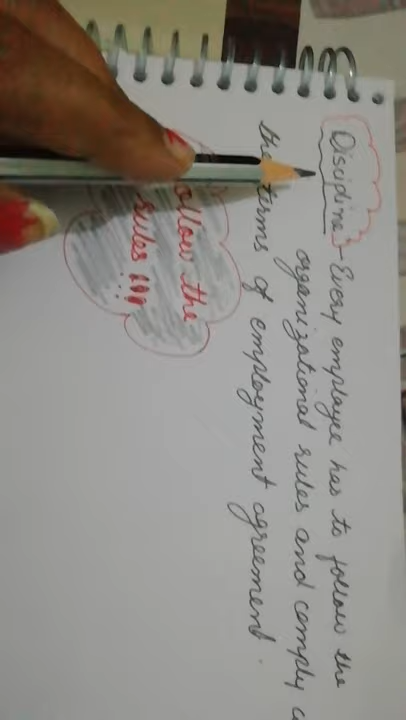 Discipline - Every employee has to follow the
organizational rules and comply
the terms of employment agreement.
follow the
rules !!!